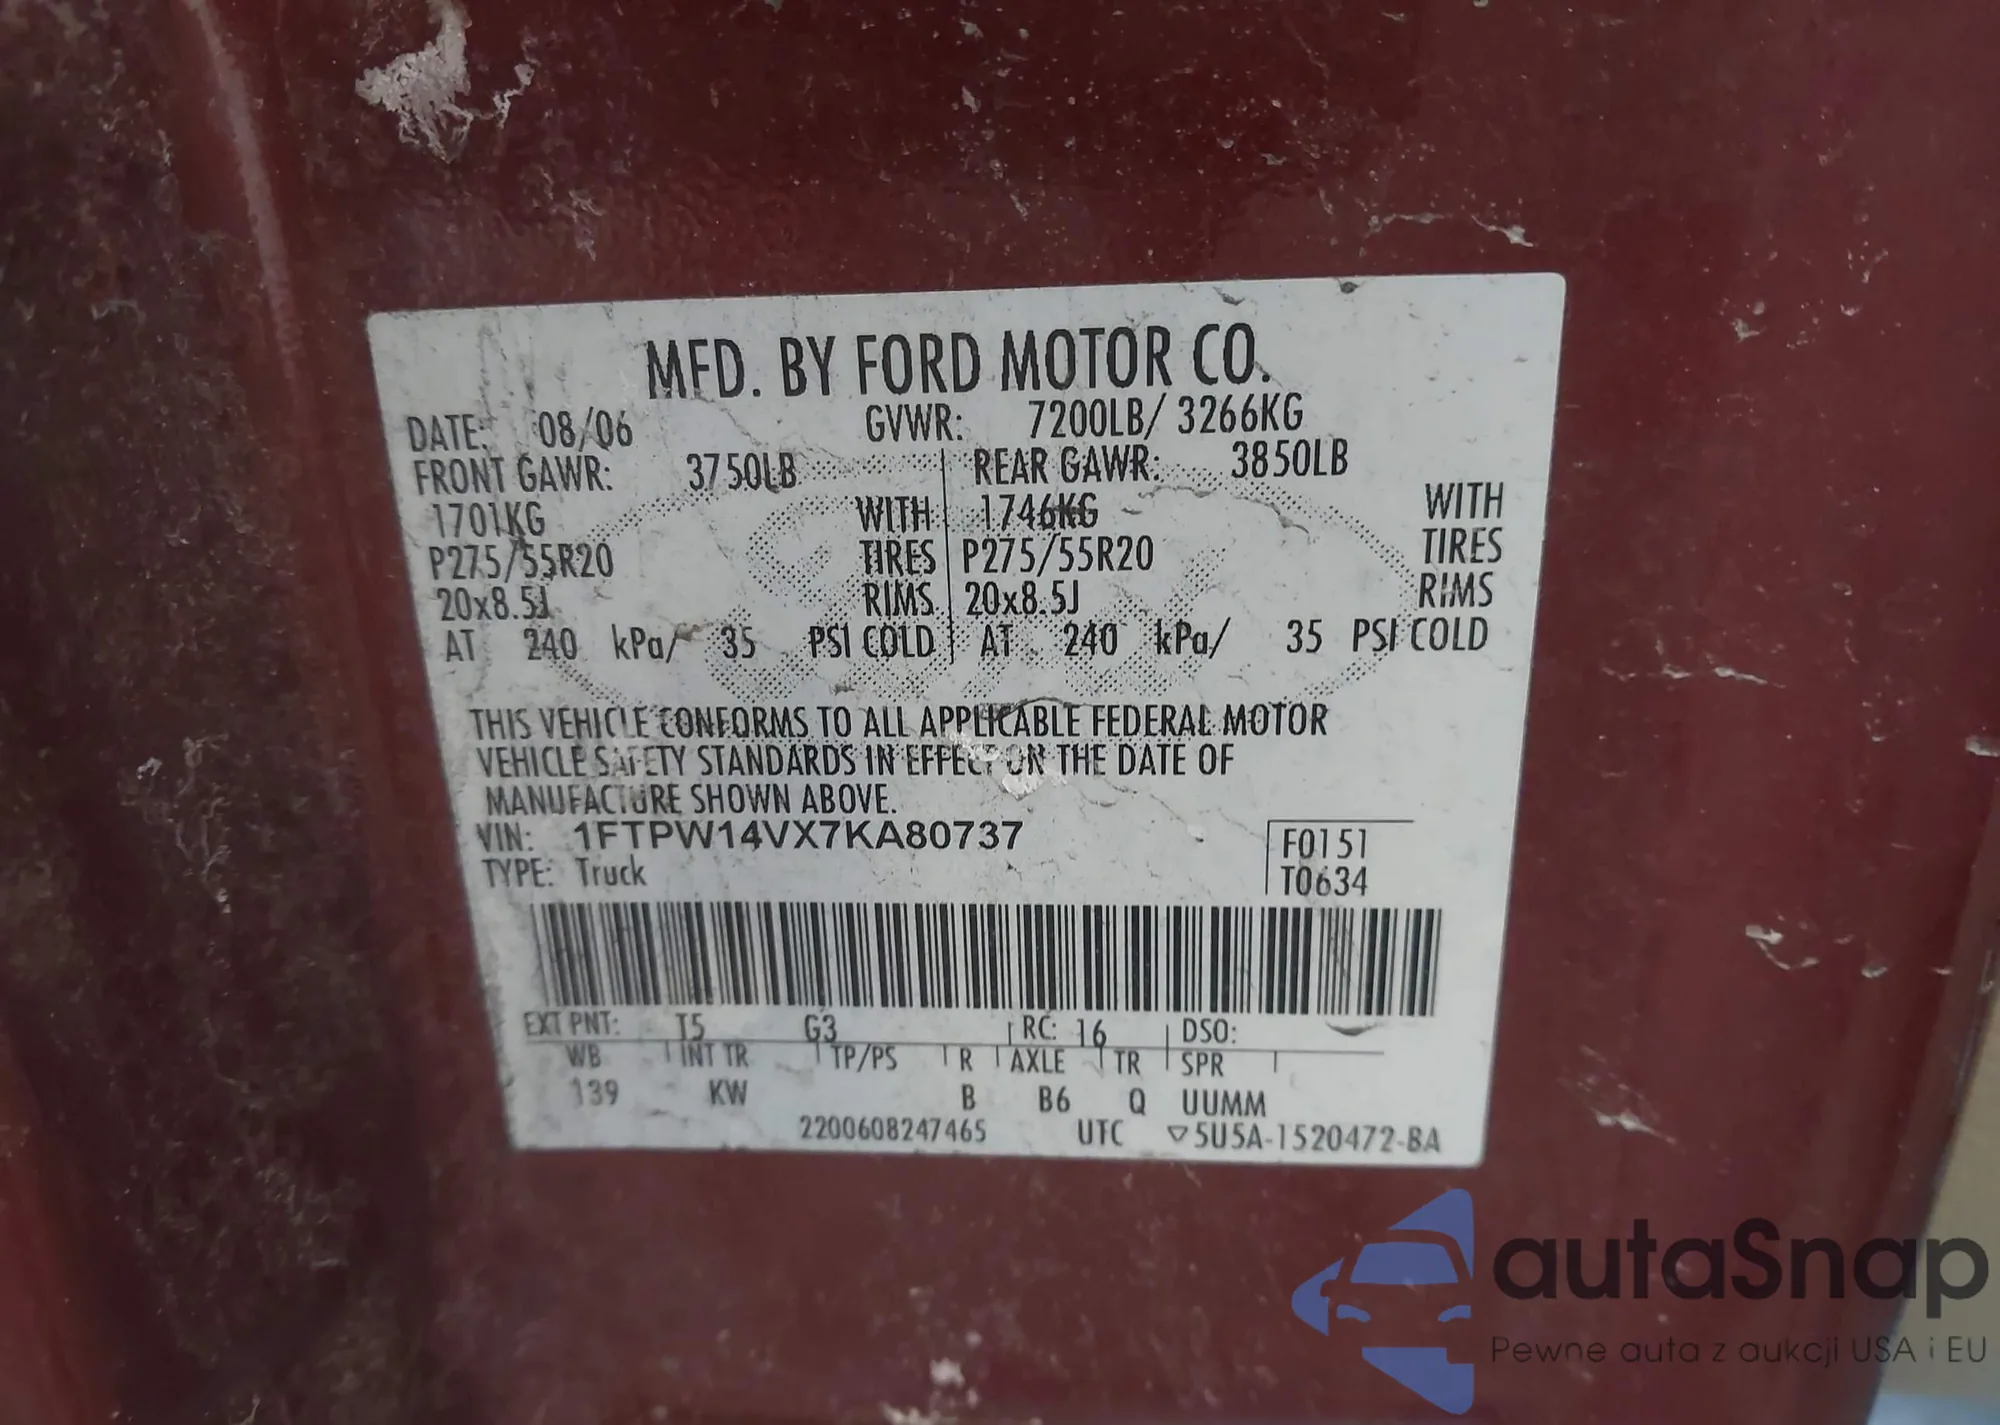 MFD. BY FORD MOTOR CO.
DATE: 08/06 GVWR: 7200LB/ 3266KG
FRONT GAWR: 3750LB REAR GAWR: 3850LB
1701KG WITH 1746KG WITH
P275/55R20 TIRES P275/55R20 TIRES
20x8.5J RIMS 20x8.5J RIMS
AT 240 kPa/ 35 PSI COLD AT 240 kPa/ 35 PSI COLD
THIS VEHICLE CONFORMS TO ALL APPLICABLE FEDERAL MOTOR
VEHICLE SAFETY STANDARDS IN EFFECT ON THE DATE OF
MANUFACTURE SHOWN ABOVE.
VIN: 1FTPW14VX7KA80737 F0151
TYPE: Truck T0634
EXT PNT: T5 G3 RC: 16 DSO:
WB INT TR TP/PS R AXLE TR SPR
139 KW B B6 Q UUMM
2200608247465 UTC ▽5U5A-1520472-BA
autaSnap
Pewne auta z aukcji USA i EU